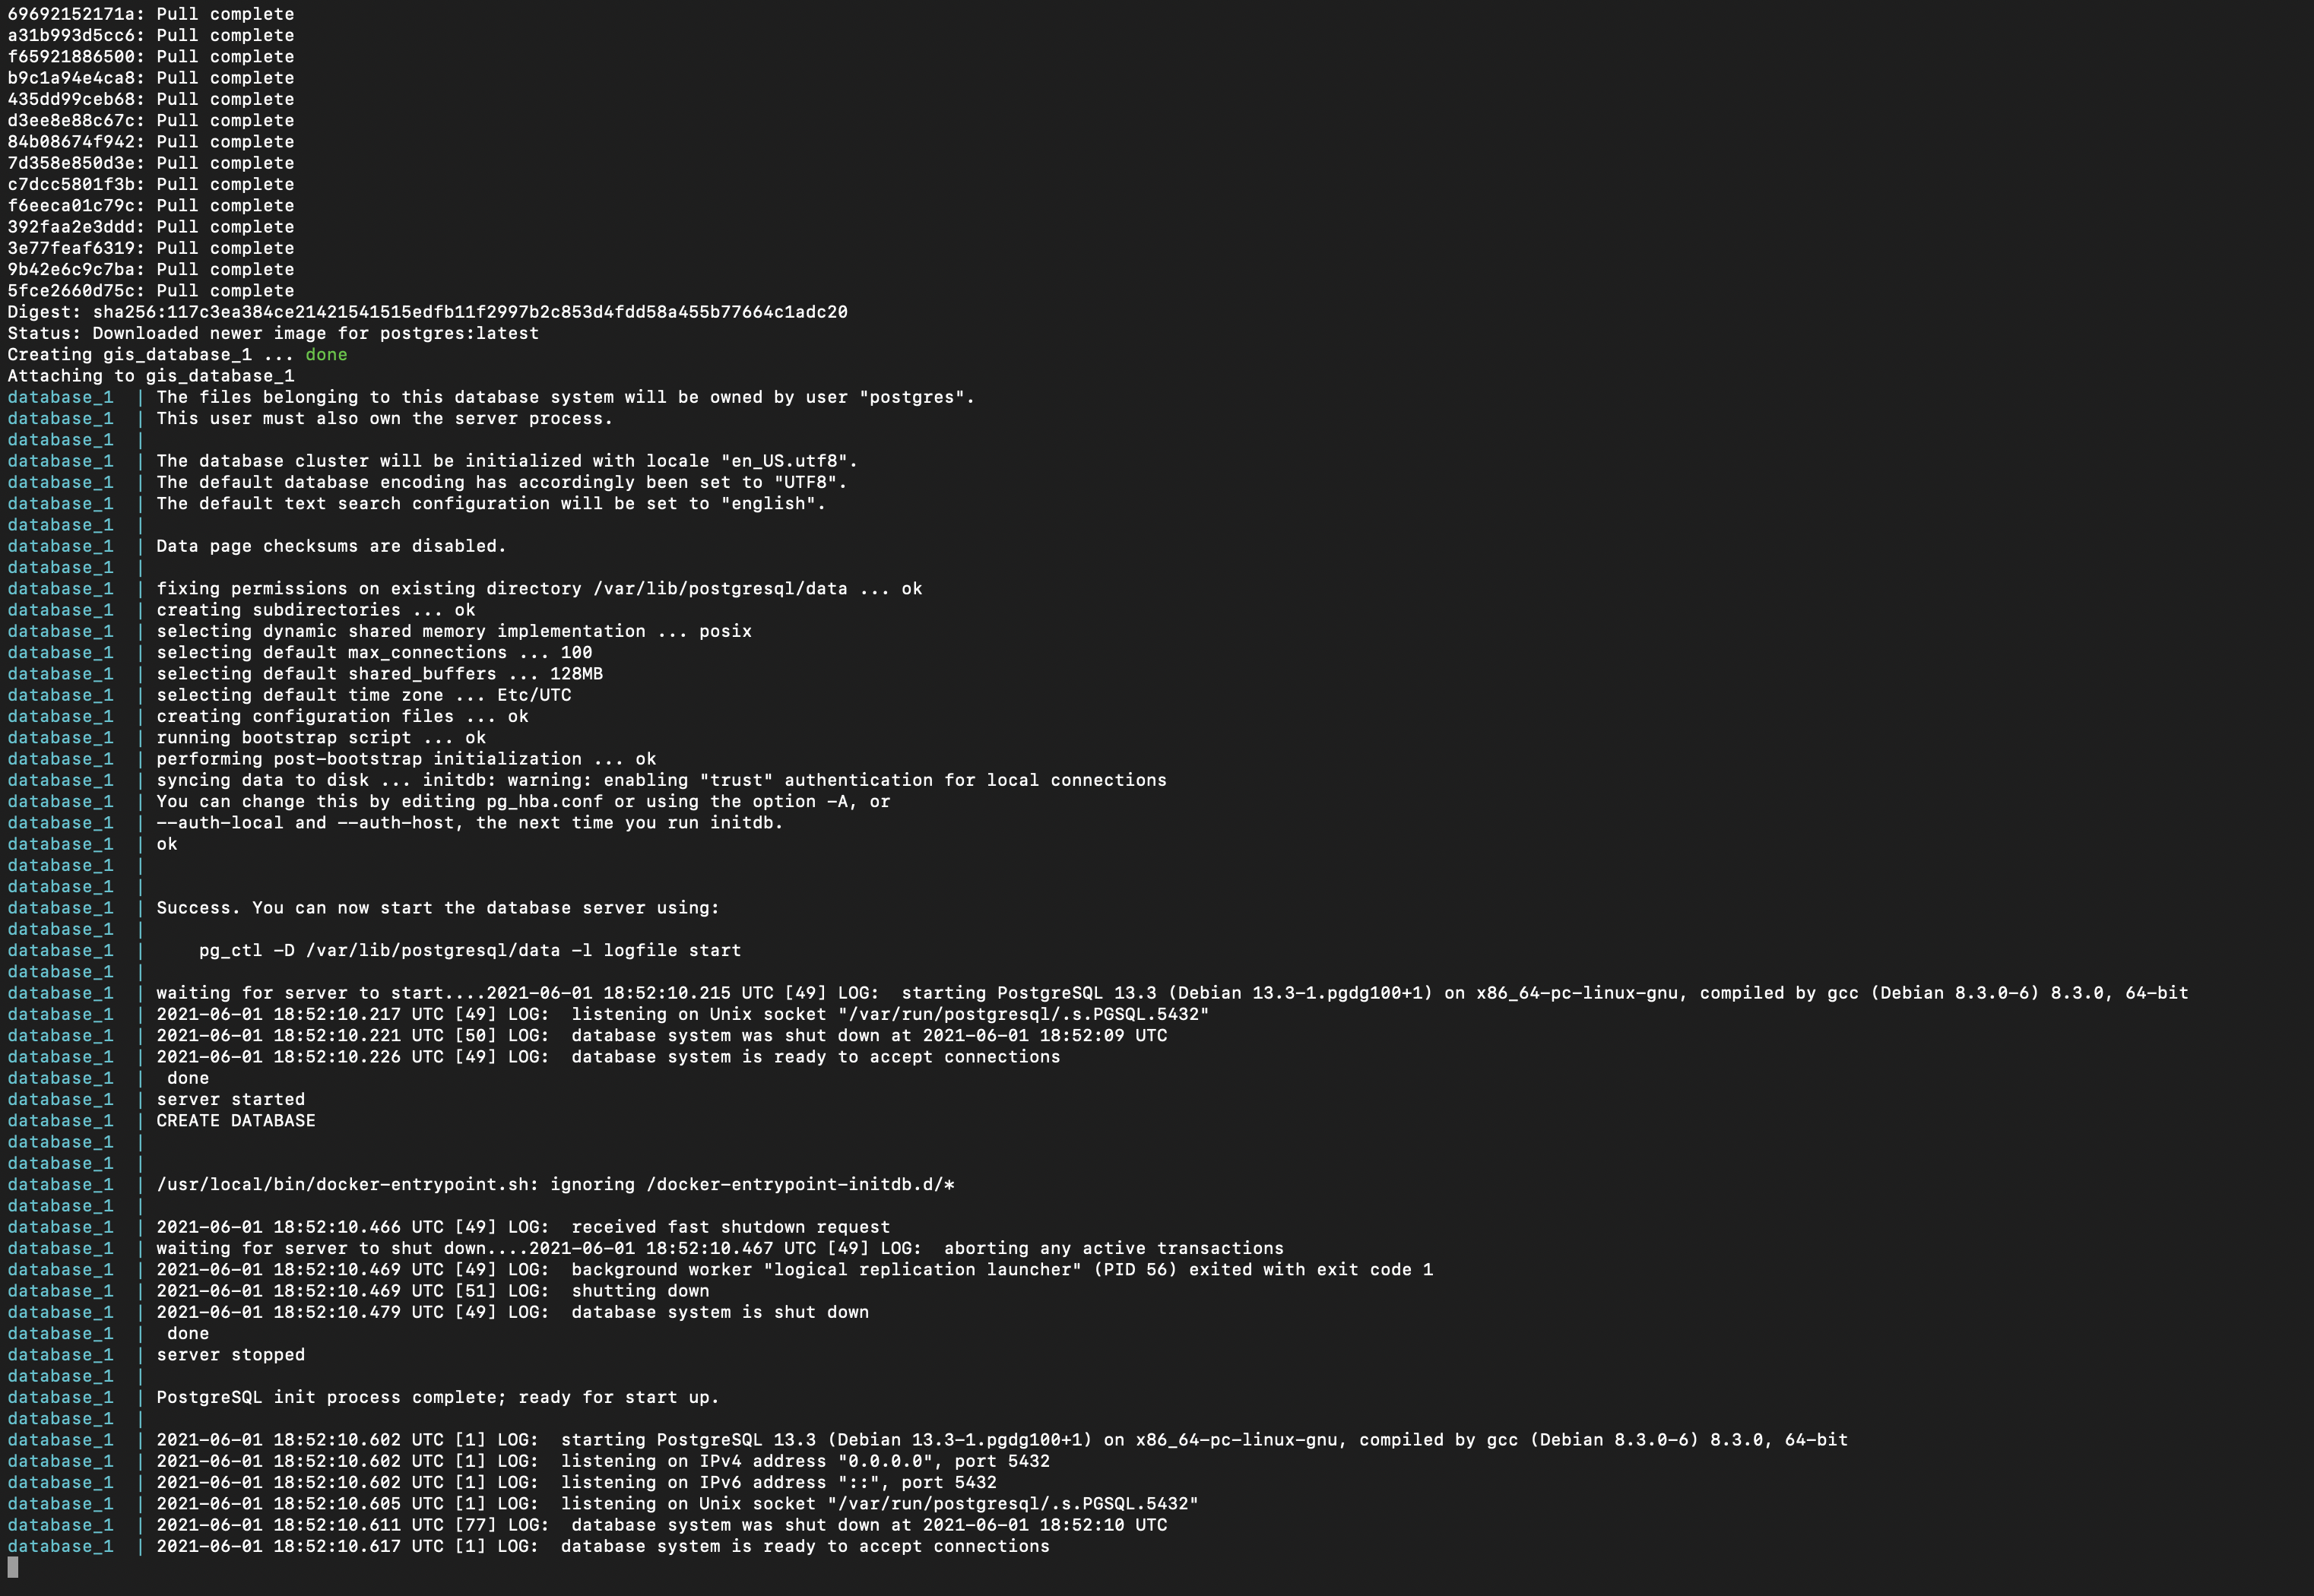 69692152171a: Pull complete
a31b993d5cc6: Pull complete
f65921886500: Pull complete
b9c1a94e4ca8: Pull complete
435dd99ceb68: Pull complete
d3ee8e88c67c: Pull complete
84b08674f942: Pull complete
7d358e850d3e: Pull complete
c7dcc5801f3b: Pull complete
f6eeca01c79c: Pull complete
392faa2e3ddd: Pull complete
3e77feaf6319: Pull complete
9b42e6c9c7ba: Pull complete
5fce2660d75c: Pull complete
Digest: sha256:117c3ea384ce21421541515edfb11f2997b2c853d4fdd58a455b77664c1adc20
Status: Downloaded newer image for postgres:latest
Creating gis_database_1 ... done
Attaching to gis_database_1
database_1  | The files belonging to this database system will be owned by user "postgres".
database_1  | This user must also own the server process.
database_1  |
database_1  | The database cluster will be initialized with locale "en_US.utf8".
database_1  | The default database encoding has accordingly been set to "UTF8".
database_1  | The default text search configuration will be set to "english".
database_1  |
database_1  | Data page checksums are disabled.
database_1  |
database_1  | fixing permissions on existing directory /var/lib/postgresql/data ... ok
database_1  | creating subdirectories ... ok
database_1  | selecting dynamic shared memory implementation ... posix
database_1  | selecting default max_connections ... 100
database_1  | selecting default shared_buffers ... 128MB
database_1  | selecting default time zone ... Etc/UTC
database_1  | creating configuration files ... ok
database_1  | running bootstrap script ... ok
database_1  | performing post-bootstrap initialization ... ok
database_1  | syncing data to disk ... initdb: warning: enabling "trust" authentication for local connections
database_1  | You can change this by editing pg_hba.conf or using the option -A, or
database_1  | --auth-local and --auth-host, the next time you run initdb.
database_1  | ok
database_1  |
database_1  |
database_1  | Success. You can now start the database server using:
database_1  |
database_1  |     pg_ctl -D /var/lib/postgresql/data -l logfile start
database_1  |
database_1  | waiting for server to start....2021-06-01 18:52:10.215 UTC [49] LOG:  starting PostgreSQL 13.3 (Debian 13.3-1.pgdg100+1) on x86_64-pc-linux-gnu, compiled by gcc (Debian 8.3.0-6) 8.3.0, 64-bit
database_1  | 2021-06-01 18:52:10.217 UTC [49] LOG:  listening on Unix socket "/var/run/postgresql/.s.PGSQL.5432"
database_1  | 2021-06-01 18:52:10.221 UTC [50] LOG:  database system was shut down at 2021-06-01 18:52:09 UTC
database_1  | 2021-06-01 18:52:10.226 UTC [49] LOG:  database system is ready to accept connections
database_1  |  done
database_1  | server started
database_1  | CREATE DATABASE
database_1  |
database_1  |
database_1  | /usr/local/bin/docker-entrypoint.sh: ignoring /docker-entrypoint-initdb.d/*
database_1  |
database_1  | 2021-06-01 18:52:10.466 UTC [49] LOG:  received fast shutdown request
database_1  | waiting for server to shut down....2021-06-01 18:52:10.467 UTC [49] LOG:  aborting any active transactions
database_1  | 2021-06-01 18:52:10.469 UTC [49] LOG:  background worker "logical replication launcher" (PID 56) exited with exit code 1
database_1  | 2021-06-01 18:52:10.469 UTC [51] LOG:  shutting down
database_1  | 2021-06-01 18:52:10.479 UTC [49] LOG:  database system is shut down
database_1  |  done
database_1  | server stopped
database_1  |
database_1  | PostgreSQL init process complete; ready for start up.
database_1  |
database_1  | 2021-06-01 18:52:10.602 UTC [1] LOG:  starting PostgreSQL 13.3 (Debian 13.3-1.pgdg100+1) on x86_64-pc-linux-gnu, compiled by gcc (Debian 8.3.0-6) 8.3.0, 64-bit
database_1  | 2021-06-01 18:52:10.602 UTC [1] LOG:  listening on IPv4 address "0.0.0.0", port 5432
database_1  | 2021-06-01 18:52:10.602 UTC [1] LOG:  listening on IPv6 address "::", port 5432
database_1  | 2021-06-01 18:52:10.605 UTC [1] LOG:  listening on Unix socket "/var/run/postgresql/.s.PGSQL.5432"
database_1  | 2021-06-01 18:52:10.611 UTC [77] LOG:  database system was shut down at 2021-06-01 18:52:10 UTC
database_1  | 2021-06-01 18:52:10.617 UTC [1] LOG:  database system is ready to accept connections